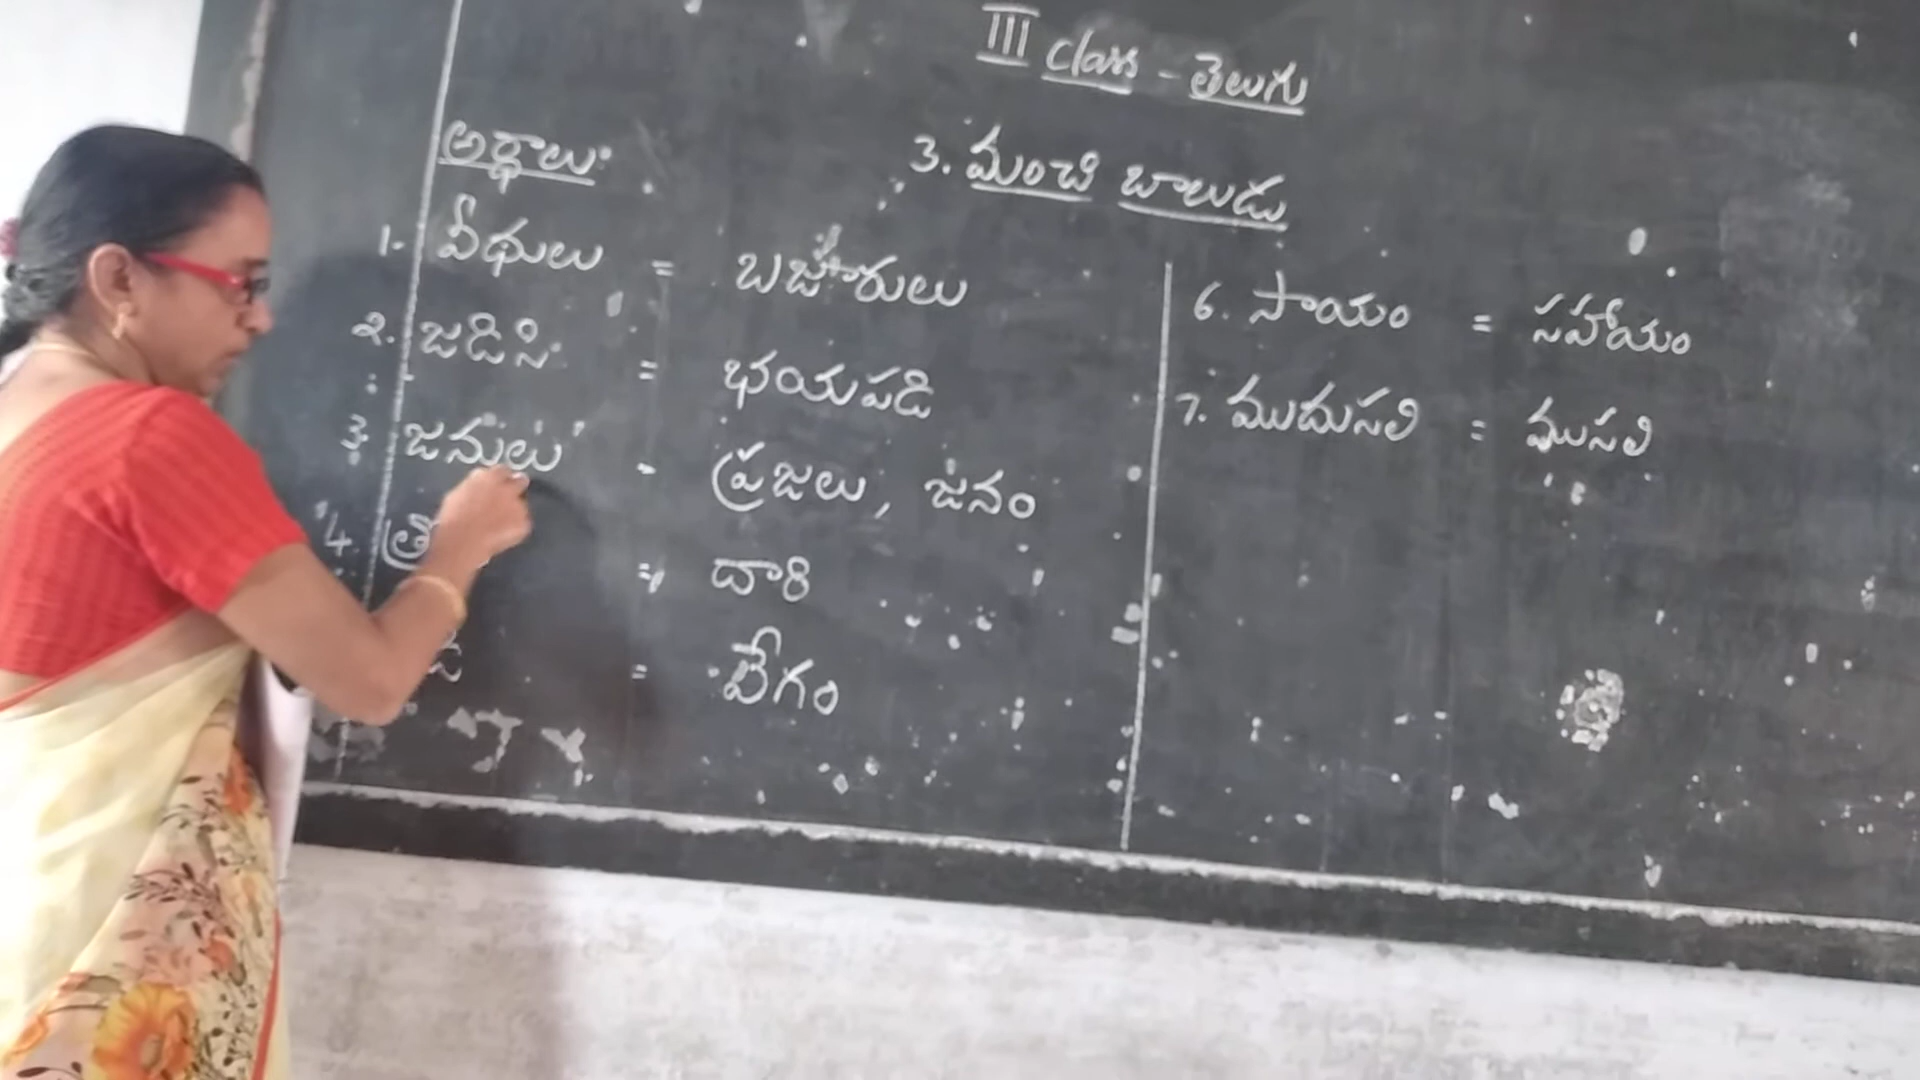 III class - తెలుగు
3. మంచి బాలుడు
అర్థాలు:
1. వీధులు = బజారులు
2. జడిసి = భయపడి
3. జనులు - ప్రజలు, జనం
4. = దారి
= వేగం
6. సాయం = సహాయం
7. ముదుసలి = ముసలి